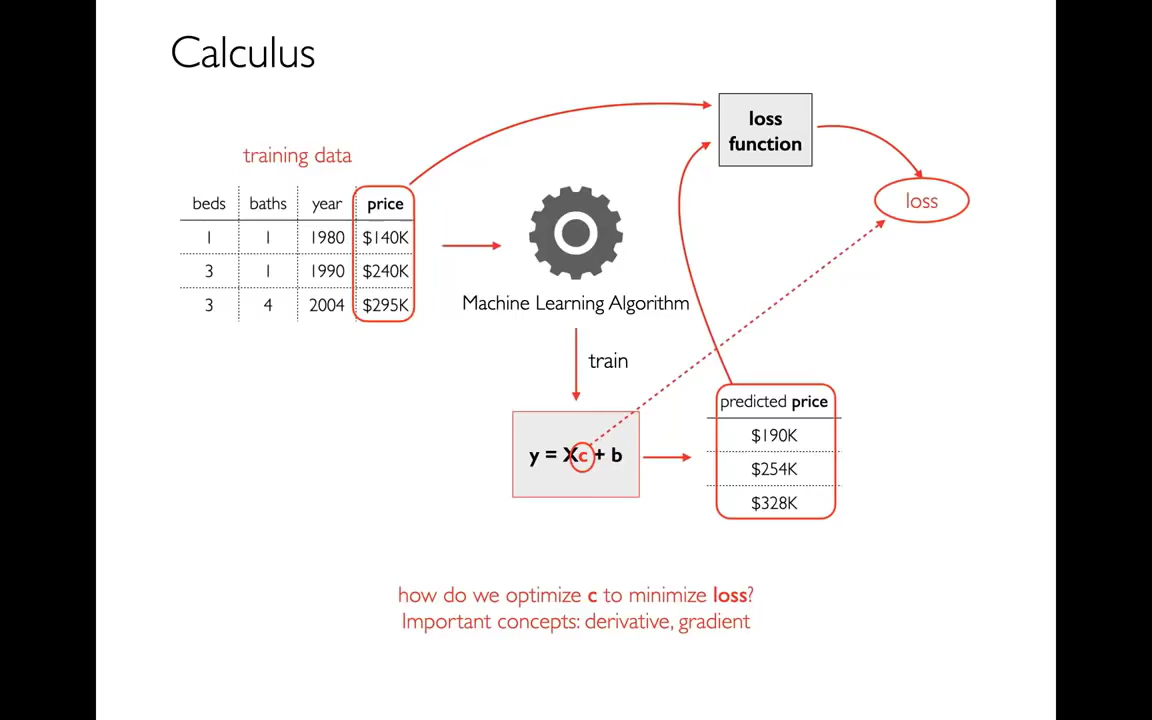 Calculus
loss
function
training data
loss
beds baths year price
1 1 1980 $140K
3 1 1990 $240K
3 4 2004 $295K
Machine Learning Algorithm
train
y = Xc + b
predicted price
$190K
$254K
$328K
how do we optimize c to minimize loss?
Important concepts: derivative, gradient